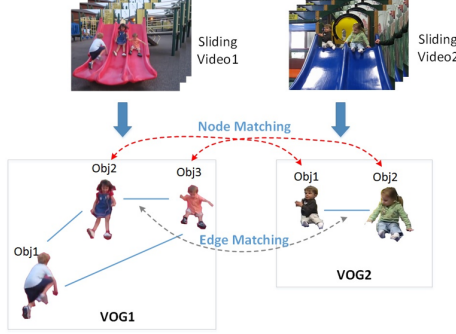 Sliding
Video1
Sliding
Video2
Node Matching
Obj2
Obj3
Obj1
Obj2
Obj1
Edge Matching
VOG1
VOG2